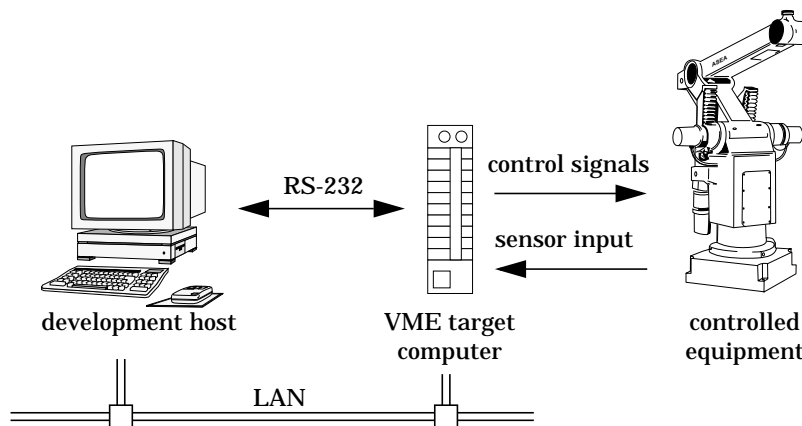 ASEA
control signals
RS-232
sensor input
development host
VME target
computer
controlled
equipment
LAN